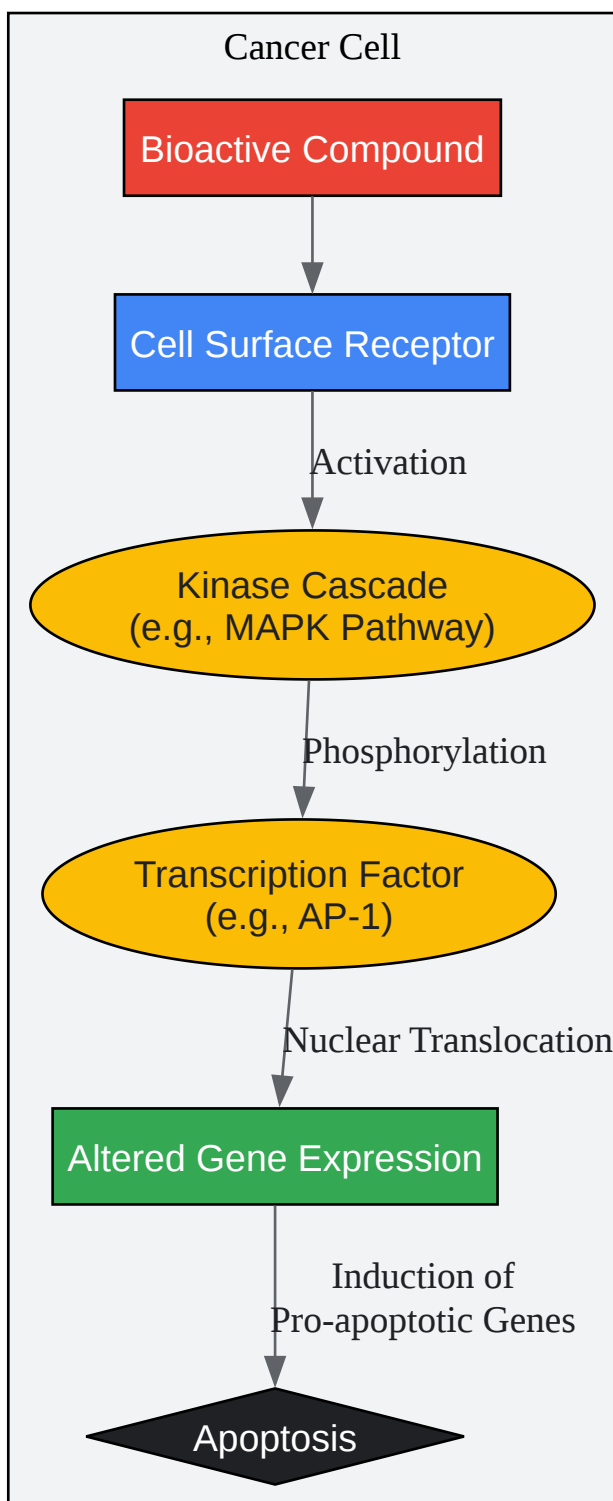 Cancer Cell
Bioactive Compound
Cell Surface Receptor
Activation
Kinase Cascade
(e.g., MAPK Pathway)
Phosphorylation
Transcription Factor
(e.g., AP-1)
Nuclear Translocation
Altered Gene Expression
Induction of
Pro-apoptotic Genes
Apoptosis